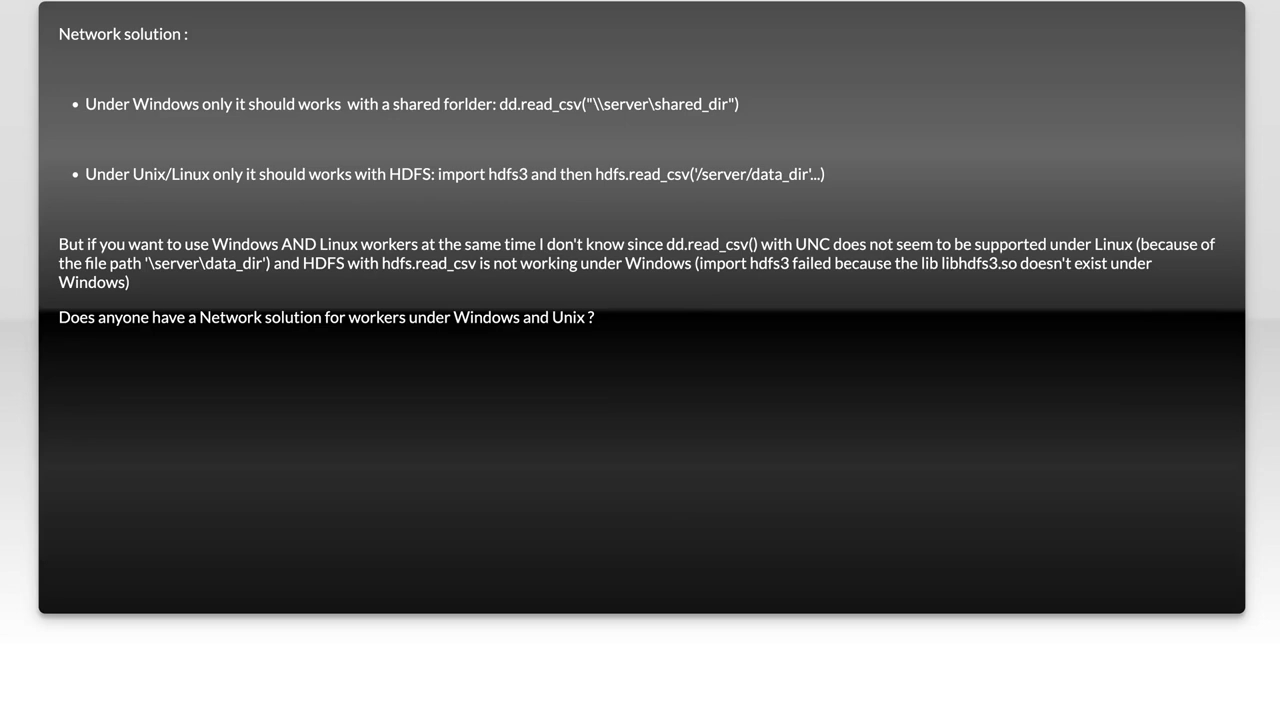 Network solution :
• Under Windows only it should works  with a shared forlder: dd.read_csv("\\server\shared_dir")
• Under Unix/Linux only it should works with HDFS: import hdfs3 and then hdfs.read_csv('/server/data_dir'...)
But if you want to use Windows AND Linux workers at the same time I don't know since dd.read_csv() with UNC does not seem to be supported under Linux (because of
the file path '\server\data_dir') and HDFS with hdfs.read_csv is not working under Windows (import hdfs3 failed because the lib libhdfs3.so doesn't exist under
Windows)
Does anyone have a Network solution for workers under Windows and Unix ?